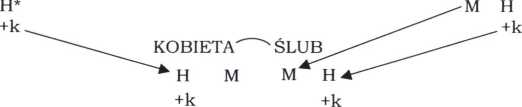 H* M H
+k +k
KOBIETA ŚLUB
H M M H
+k +k